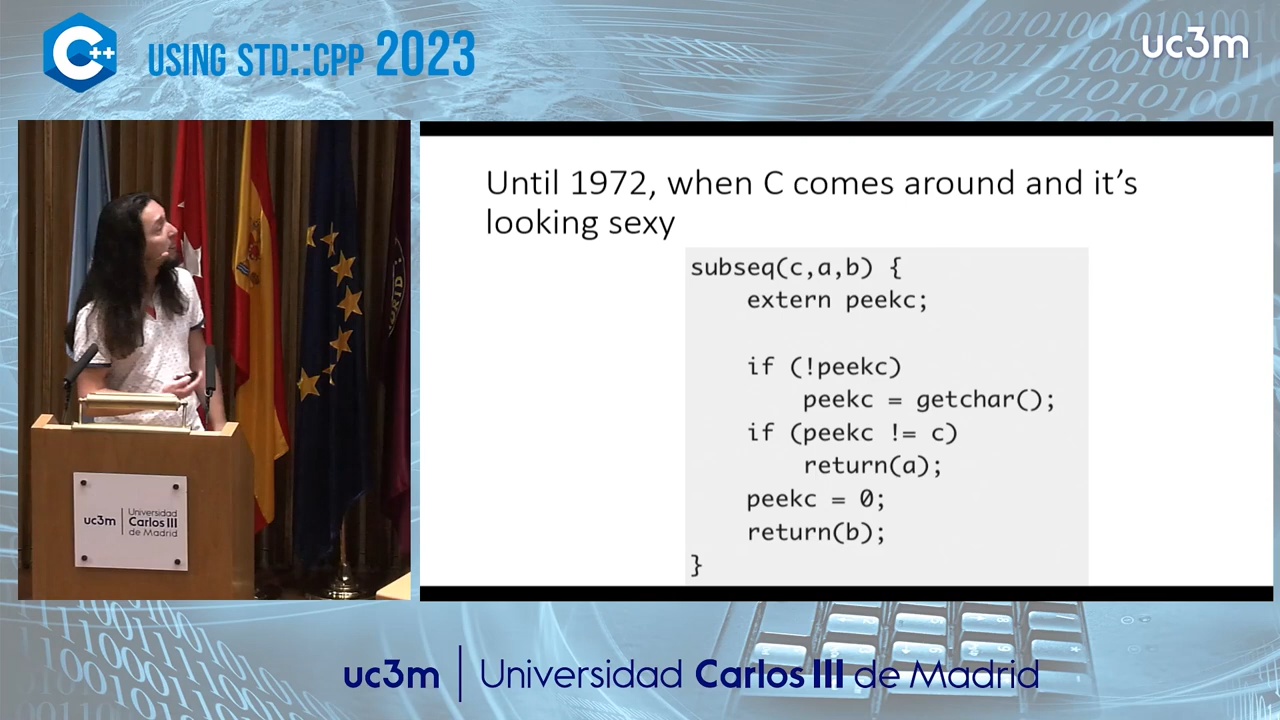 C++
USING STD::CPP 2023
uc3m
Until 1972, when C comes around and it's
looking sexy
subseq(c,a,b) {
    extern peekc;
    if (!peekc)
        peekc = getchar();
    if (peekc != c)
        return(a);
    peekc = 0;
    return(b);
}
uc3m | Universidad
Carlos III
de Madrid
uc3m | Universidad Carlos III de Madrid